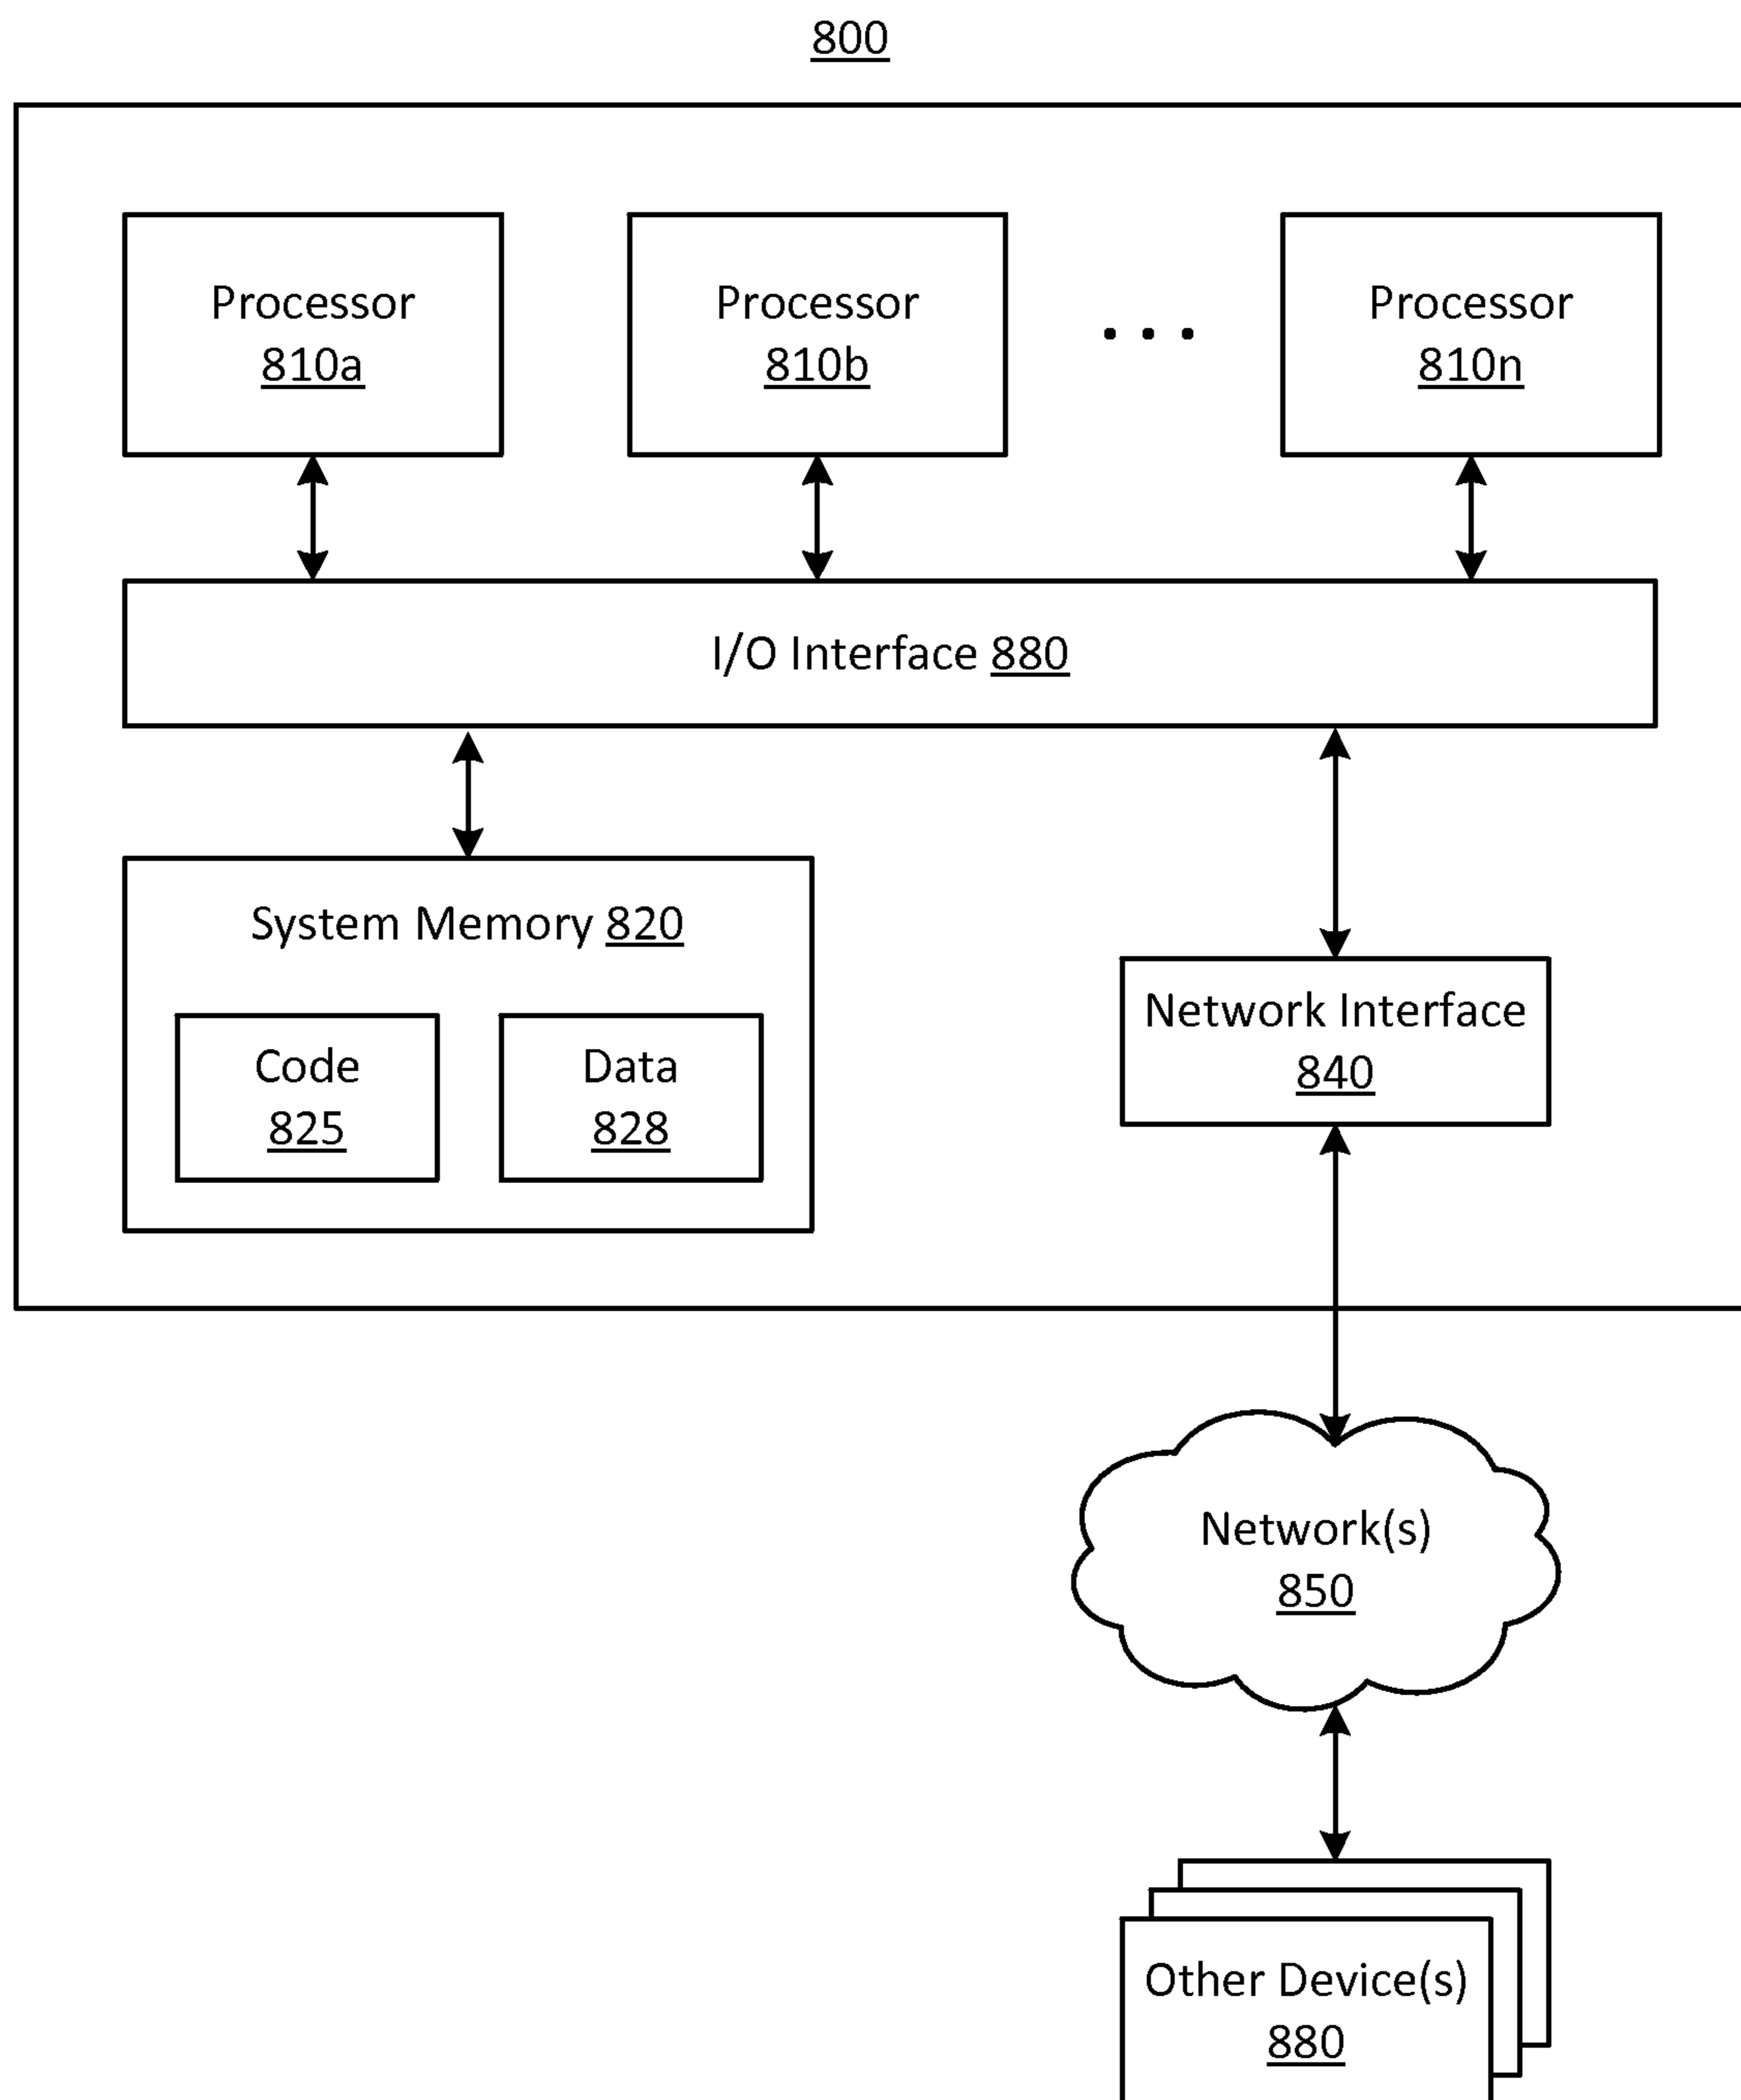 800
Processor
810a
Processor
810b
. . .
Processor
810n
I/O Interface 880
System Memory 820
Code
825
Data
828
Network Interface
840
Network(s)
850
Other Device(s)
880